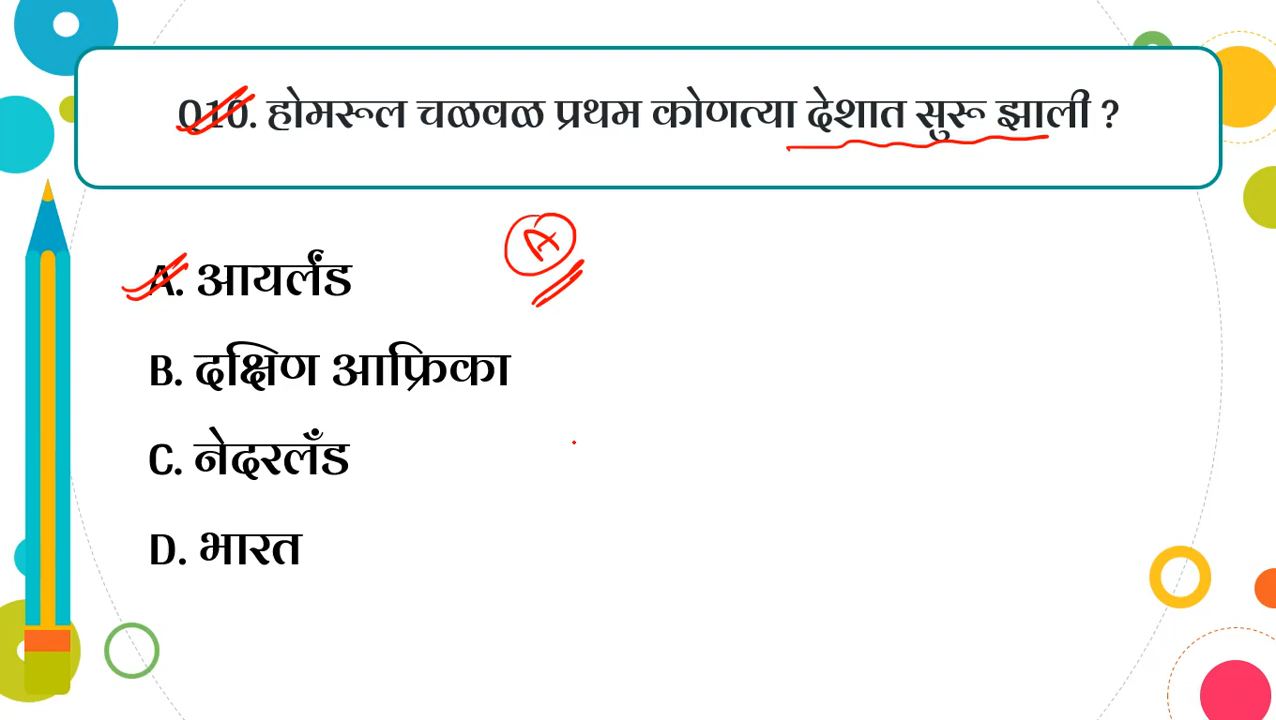 Q10. होमरूल चळवळ प्रथम कोणत्या देशात सुरू झाली ?
A
A. आयर्लंड
B. दक्षिण आफ्रिका
C. नेदरलँड
D. भारत